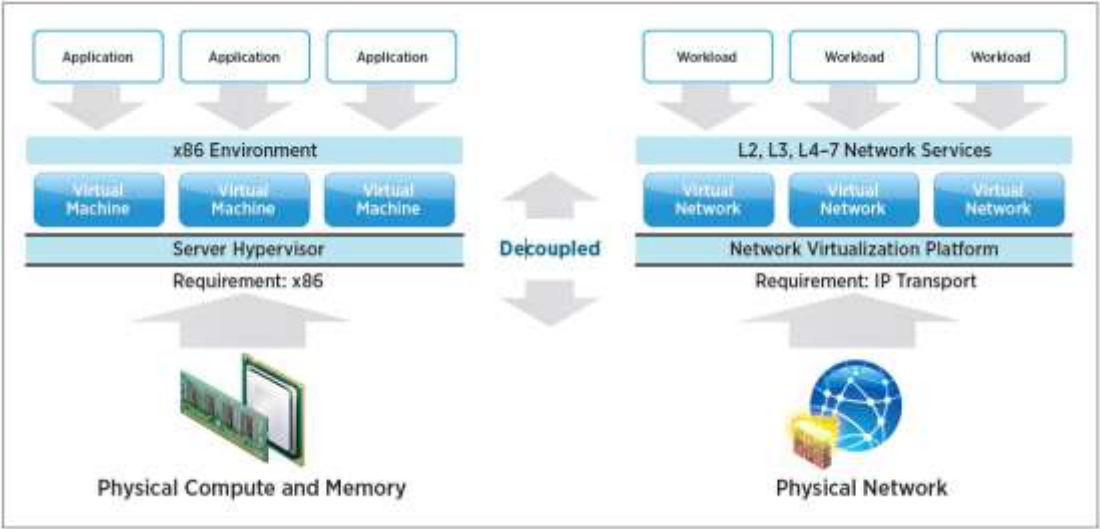 Application Application Application
x86 Environment
Virtual Machine Virtual Machine Virtual Machine
Server Hypervisor
Requirement: x86
Physical Compute and Memory
Decoupled
Workload Workload Workload
L2, L3, L4-7 Network Services
Virtual Network Virtual Network Virtual Network
Network Virtualization Platform
Requirement: IP Transport
Physical Network